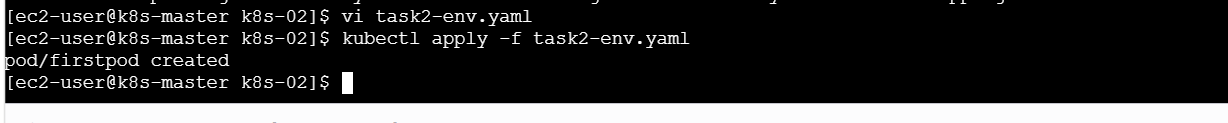 [ec2-user@k8s-master k8s-02]$ vi task2-env.yaml
[ec2-user@k8s-master k8s-02]$ kubectl apply -f task2-env.yaml
pod/firstpod created
[ec2-user@k8s-master k8s-02]$